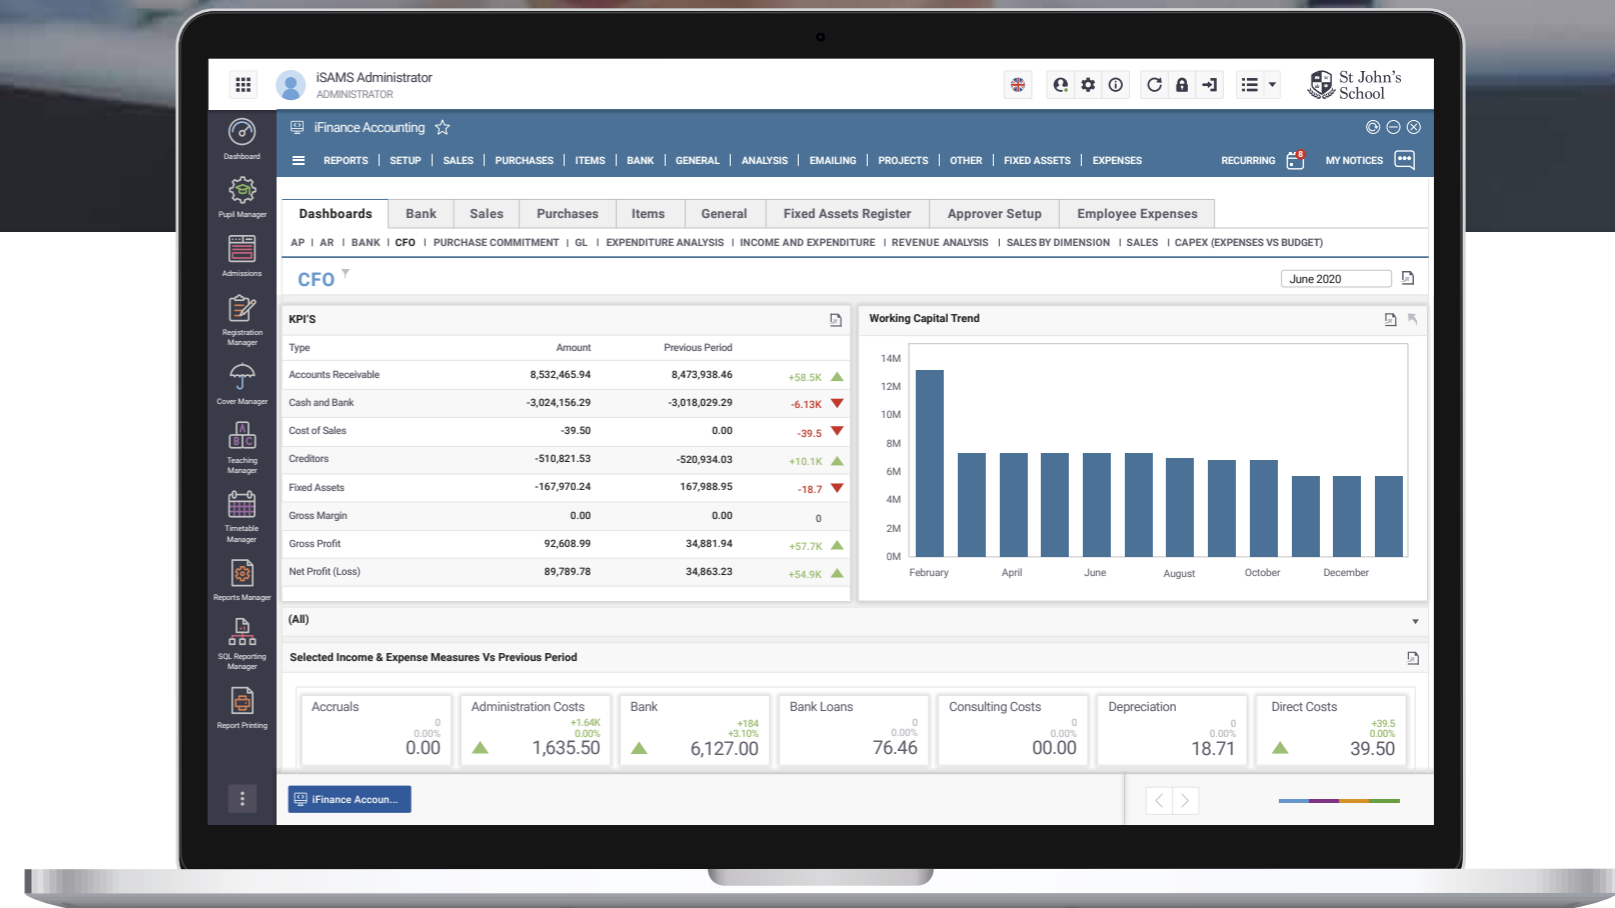 iSAMS Administrator
ADMINISTRATOR
St John's
School
iFinance Accounting
REPORTS | SETUP | SALES | PURCHASES | ITEMS | BANK | GENERAL | ANALYSIS | EMAILING | PROJECTS | OTHER | FIXED ASSETS | EXPENSES
RECURRING 8 MY NOTICES
Dashboards Bank Sales Purchases Items General Fixed Assets Register Approver Setup Employee Expenses
AP | AR | BANK | CFO | PURCHASE COMMITMENT | GL | EXPENDITURE ANALYSIS | INCOME AND EXPENDITURE | REVENUE ANALYSIS | SALES BY DIMENSION | SALES | CAPEX (EXPENSES VS BUDGET)
CFO
June 2020
Dashboard
Pupil Manager
Admissions
Registration
Manager
Cover Manager
Teaching
Manager
Timetable
Manager
Reports Manager
SQL Reporting
Manager
Report Printing
A
B C
KPI'S
Type Amount Previous Period
Accounts Receivable 8,532,465.94 8,473,938.46 +58.5K
Cash and Bank -3,024,156.29 -3,018,029.29 -6.13K
Cost of Sales -39.50 0.00 -39.5
Creditors -510,821.53 -520,934.03 +10.1K
Fixed Assets -167,970.24 167,988.95 -18.7
Gross Margin 0.00 0.00 0
Gross Profit 92,608.99 34,881.94 +57.7K
Net Profit (Loss) 89,789.78 34,863.23 +54.9K
Working Capital Trend
14M
12M
10M
8M
6M
4M
2M
0M
February April June August October December
(All)
Selected Income & Expense Measures Vs Previous Period
Accruals
0
0.00%
0.00
Administration Costs
+1.64K
0.00%
1,635.50
Bank
+184
+3.10%
6,127.00
Bank Loans
0
0.00%
76.46
Consulting Costs
0
0.00%
00.00
Depreciation
0
0.00%
18.71
Direct Costs
+39.5
0.00%
39.50
iFinance Accoun...